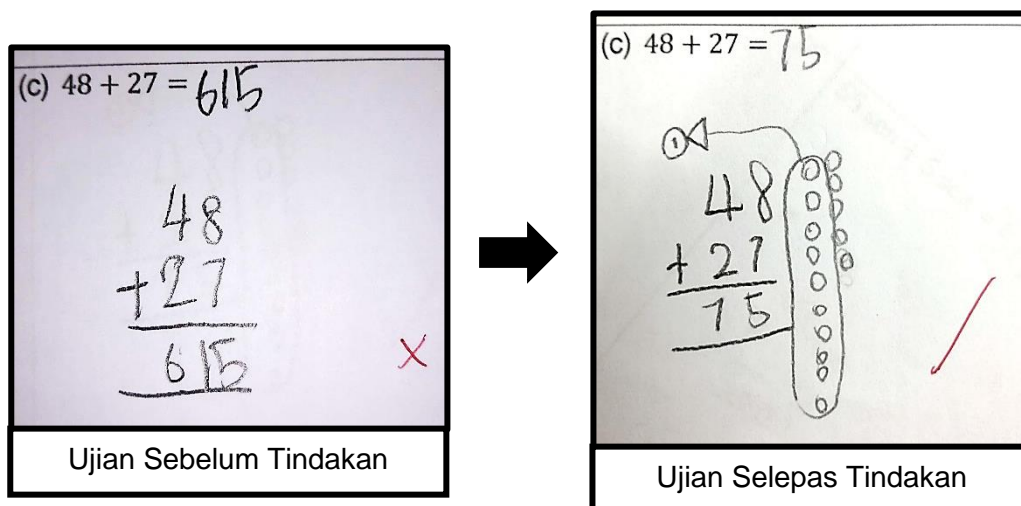 (c) 48 + 27 = 615
48
+ 27
615
Ujian Sebelum Tindakan
(c) 48 + 27 = 75
1
48
+ 27
75
Ujian Selepas Tindakan